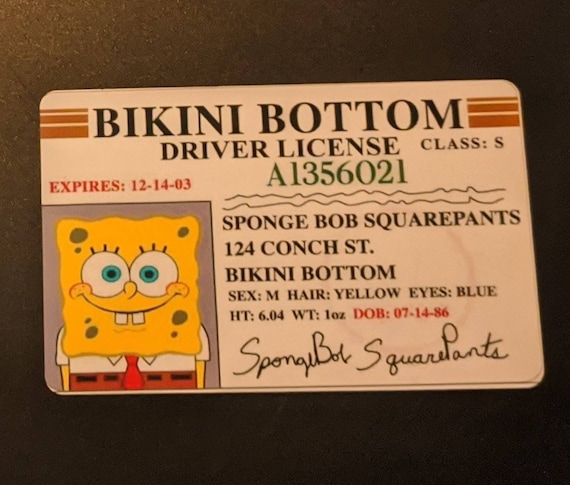 BIKINI BOTTOM
DRIVER LICENSE CLASS: S
A1356021
EXPIRES: 12-14-03
SPONGE BOB SQUAREPANTS
124 CONCH ST.
BIKINI BOTTOM
SEX: M HAIR: YELLOW EYES: BLUE
HT: 6.04 WT: 1oz DOB: 07-14-86
SpongeBob SquarePants